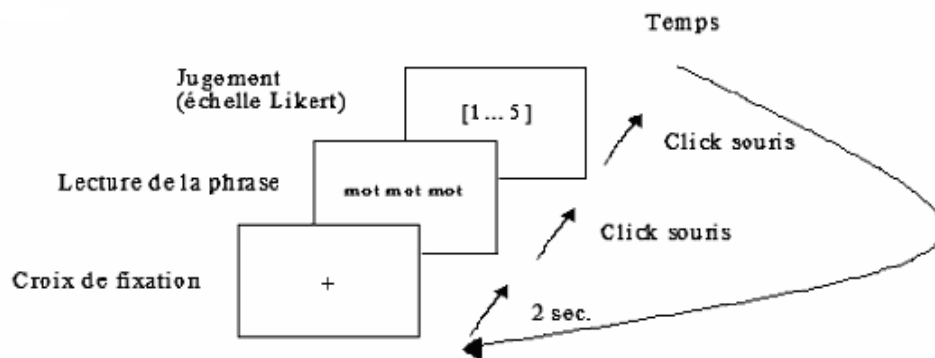 Temps
Jugement
(échelle Likert)
[1 ... 5 ]
Click souris
Lecture de la phrase
mot mot mot
Click souris
Croix de fixation
+
2 sec.